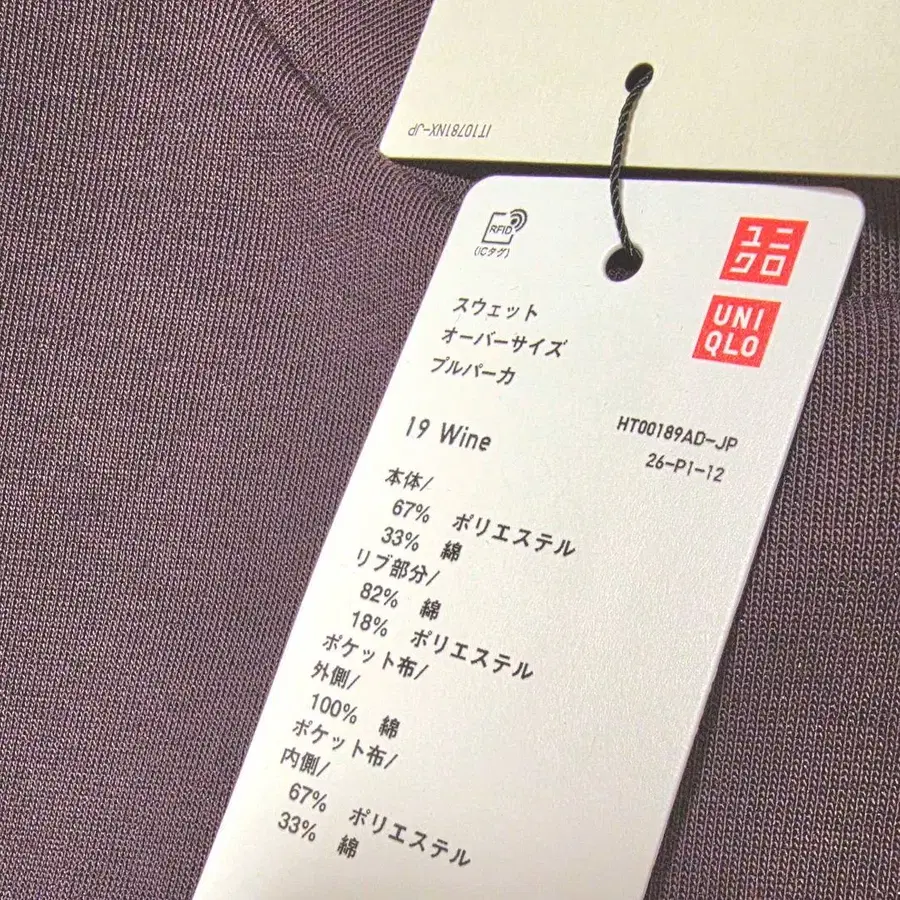 IT10781NX-JP
RFID
(ICタグ)
ユニ
クロ
UNI
QLO
スウェット
オーバーサイズ
プルパーカ
19 Wine
HT00189AD-JP
26-P1-12
本体/
67% ポリエステル
33% 綿
リブ部分/
82% 綿
18% ポリエステル
ポケット布/
外側/
100% 綿
ポケット布/
内側/
67% ポリエステル
33% 綿